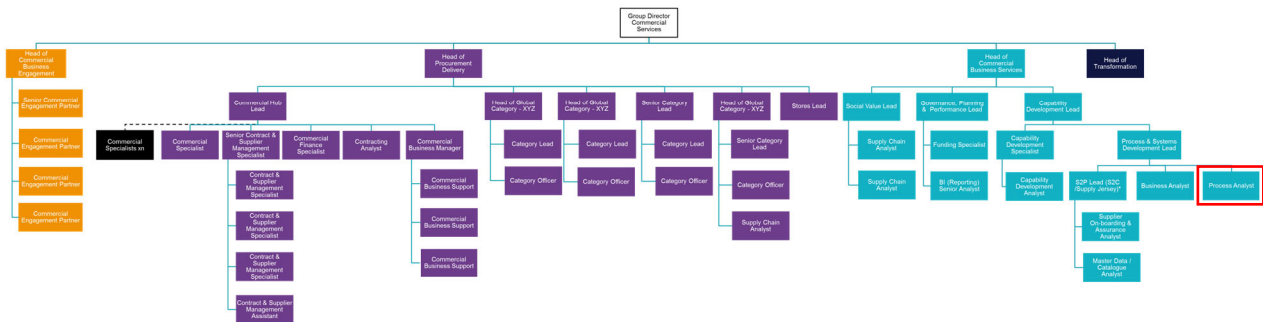 Group Director
Commercial
Services
Head of
Commercial
Business
Engagement
Head of
Procurement
Delivery
Head of
Commercial
Business Services
Head of
Transformation
Senior Commercial
Engagement Partner
Commercial
Engagement Partner
Commercial
Engagement Partner
Commercial
Engagement Partner
Commercial Hub
Lead
Head of Global
Category - XYZ
Head of Global
Category - XYZ
Senior Category
Lead
Head of Global
Category - XYZ
Stores Lead
Social Value Lead
Governance, Planning
& Performance Lead
Capability
Development Lead
Commercial
Specialists xn
Commercial
Specialist
Senior Contract &
Supplier
Management
Specialist
Commercial
Finance
Specialist
Contracting
Analyst
Commercial
Business Manager
Category Lead
Category Lead
Category Lead
Senior Category
Lead
Supply Chain
Analyst
Funding Specialist
Capability
Development
Specialist
Process & Systems
Development Lead
Contract &
Supplier
Management
Specialist
Commercial
Business Support
Category Officer
Category Officer
Category Officer
Category Officer
Supply Chain
Analyst
BI (Reporting)
Senior Analyst
Capability
Development
Analyst
S2P Lead (S2C
/Supply Jersey)*
Business Analyst
Process Analyst
Contract &
Supplier
Management
Specialist
Commercial
Business Support
Supply Chain
Analyst
Supplier
On-boarding &
Assurance
Analyst
Contract &
Supplier
Management
Specialist
Commercial
Business Support
Master Data /
Catalogue
Analyst
Contract & Supplier
Management
Assistant